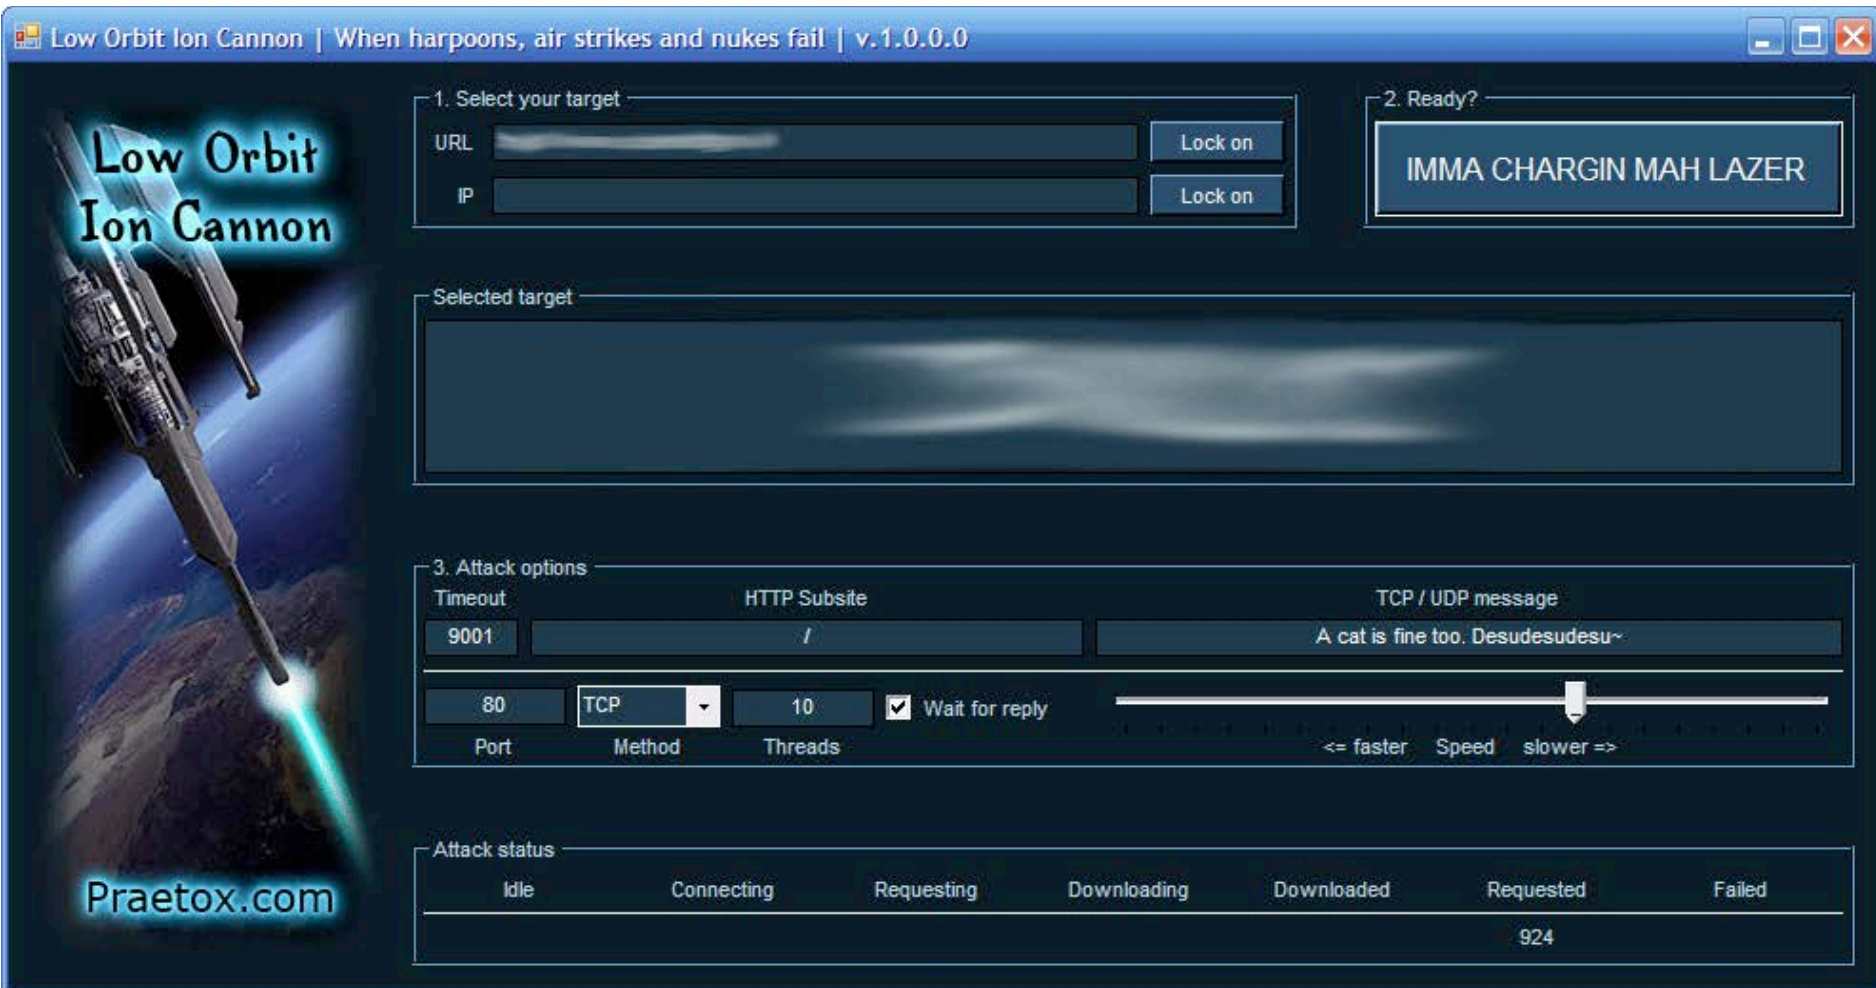 Low Orbit Ion Cannon | When harpoons, air strikes and nukes fail | v.1.0.0.0
Low Orbit
Ion Cannon
Praetox.com
1. Select your target
URL
Lock on
IP
Lock on
2. Ready?
IMMA CHARGIN MAH LAZER
Selected target
3. Attack options
Timeout HTTP Subsite TCP / UDP message
9001 / A cat is fine too. Desudesudesu~
80 TCP 10 Wait for reply
Port Method Threads <= faster Speed slower =>
Attack status
Idle Connecting Requesting Downloading Downloaded Requested Failed
924